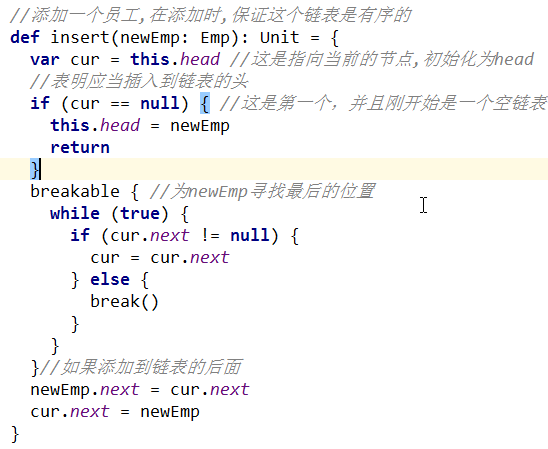 //添加一个员工,在添加时,保证这个链表是有序的
def insert(newEmp: Emp): Unit = {
  var cur = this.head //这是指向当前的节点,初始化为head
  //表明应当插入到链表的头
  if (cur == null) { //这是第一个，并且刚开始是一个空链表
    this.head = newEmp
    return
  }
  breakable { //为newEmp寻找最后的位置
    while (true) {
      if (cur.next != null) {
        cur = cur.next
      } else {
        break()
      }
    }
  }//如果添加到链表的后面
  newEmp.next = cur.next
  cur.next = newEmp
}